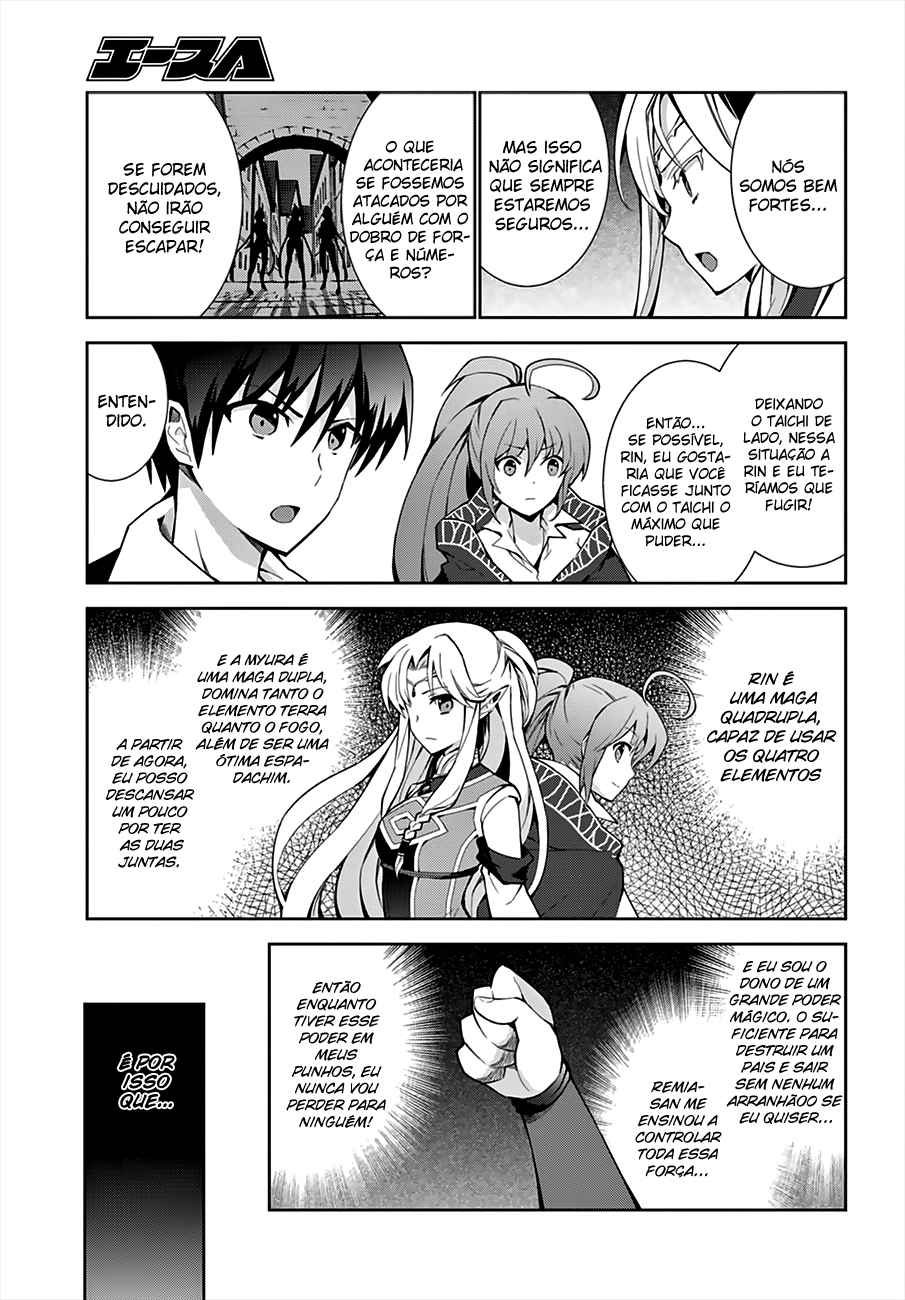 エースA
NÓS
SOMOS BEM
FORTES...
MAS ISSO
NÃO SIGNIFICA
QUE SEMPRE
ESTAREMOS
SEGUROS...
O QUE
ACONTECERIA
SE FOSSEMOS
ATACADOS POR
ALGUÉM COM O
DOBRO DE FOR-
ÇA E NÚME-
ROS?
SE FOREM
DESCUIDADOS,
NÃO IRÃO
CONSEGUIR
ESCAPAR!
DEIXANDO
O TAICHI DE
LADO, NESSA
SITUAÇÃO A
RIN E EU TE-
RÍAMOS QUE
FUGIR!
ENTÃO...
SE POSSÍVEL,
RIN, EU GOSTA-
RIA QUE VOCÊ
FICASSE JUNTO
COM O TAICHI O
MÁXIMO QUE
PUDER...
ENTEN-
DIDO.
RIN É
UMA MAGA
QUADRUPLA,
CAPAZ DE USAR
OS QUATRO
ELEMENTOS
E A MYURA É
UMA MAGA DUPLA,
DOMINA TANTO O
ELEMENTO TERRA
QUANTO O FOGO,
ALÉM DE SER UMA
ÓTIMA ESPA-
DACHIM.
A PARTIR
DE AGORA,
EU POSSO
DESCANSAR
UM POUCO
POR TER
AS DUAS
JUNTAS.
E EU SOU O
DONO DE UM
GRANDE PODER
MÁGICO. O SU-
FICIENTE PARA
DESTRUIR UM
PAIS E SAIR
SEM NENHUM
ARRANHÃOO SE
EU QUISER...
REMIA-
SAN ME
ENSINOU A
CONTROLAR
TODA ESSA
FORÇA...
ENTÃO
ENQUANTO
TIVER ESSE
PODER EM
MEUS
PUNHOS, EU
NUNCA VOU
PERDER PARA
NINGUÉM!
É POR
ISSO
QUE...